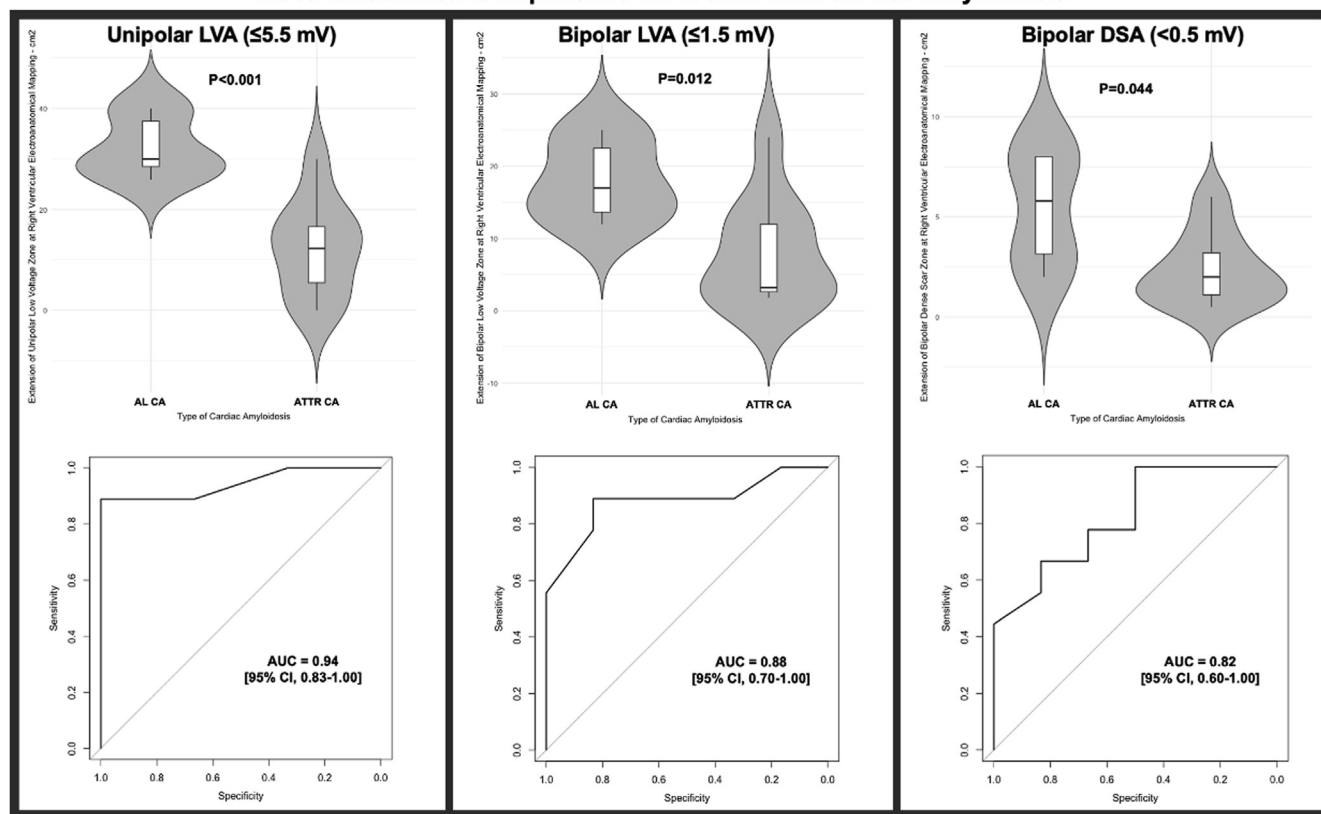 Unipolar LVA (≤5.5 mV)
P<0.001
Extension of Unipolar Low Voltage Zone at Right Ventricular Electroanatomical Mapping - cm2
40
20
0
AL CA
ATTR CA
Type of Cardiac Amyloidosis
Sensitivity
1.0
0.8
0.6
0.4
0.2
0.0
AUC = 0.94
[95% CI, 0.83-1.00]
1.0 0.8 0.6 0.4 0.2 0.0
Specificity
Bipolar LVA (≤1.5 mV)
P=0.012
Extension of Bipolar Low Voltage Zone at Right Ventricular Electroanatomical Mapping - cm2
30
20
10
0
-10
AL CA
ATTR CA
Type of Cardiac Amyloidosis
Sensitivity
1.0
0.8
0.6
0.4
0.2
0.0
AUC = 0.88
[95% CI, 0.70-1.00]
1.0 0.8 0.6 0.4 0.2 0.0
Specificity
Bipolar DSA (<0.5 mV)
P=0.044
Extension of Bipolar Dense Scar Zone at Right Ventricular Electroanatomical Mapping - cm2
10
5
0
AL CA
ATTR CA
Type of Cardiac Amyloidosis
Sensitivity
1.0
0.8
0.6
0.4
0.2
0.0
AUC = 0.82
[95% CI, 0.60-1.00]
1.0 0.8 0.6 0.4 0.2 0.0
Specificity